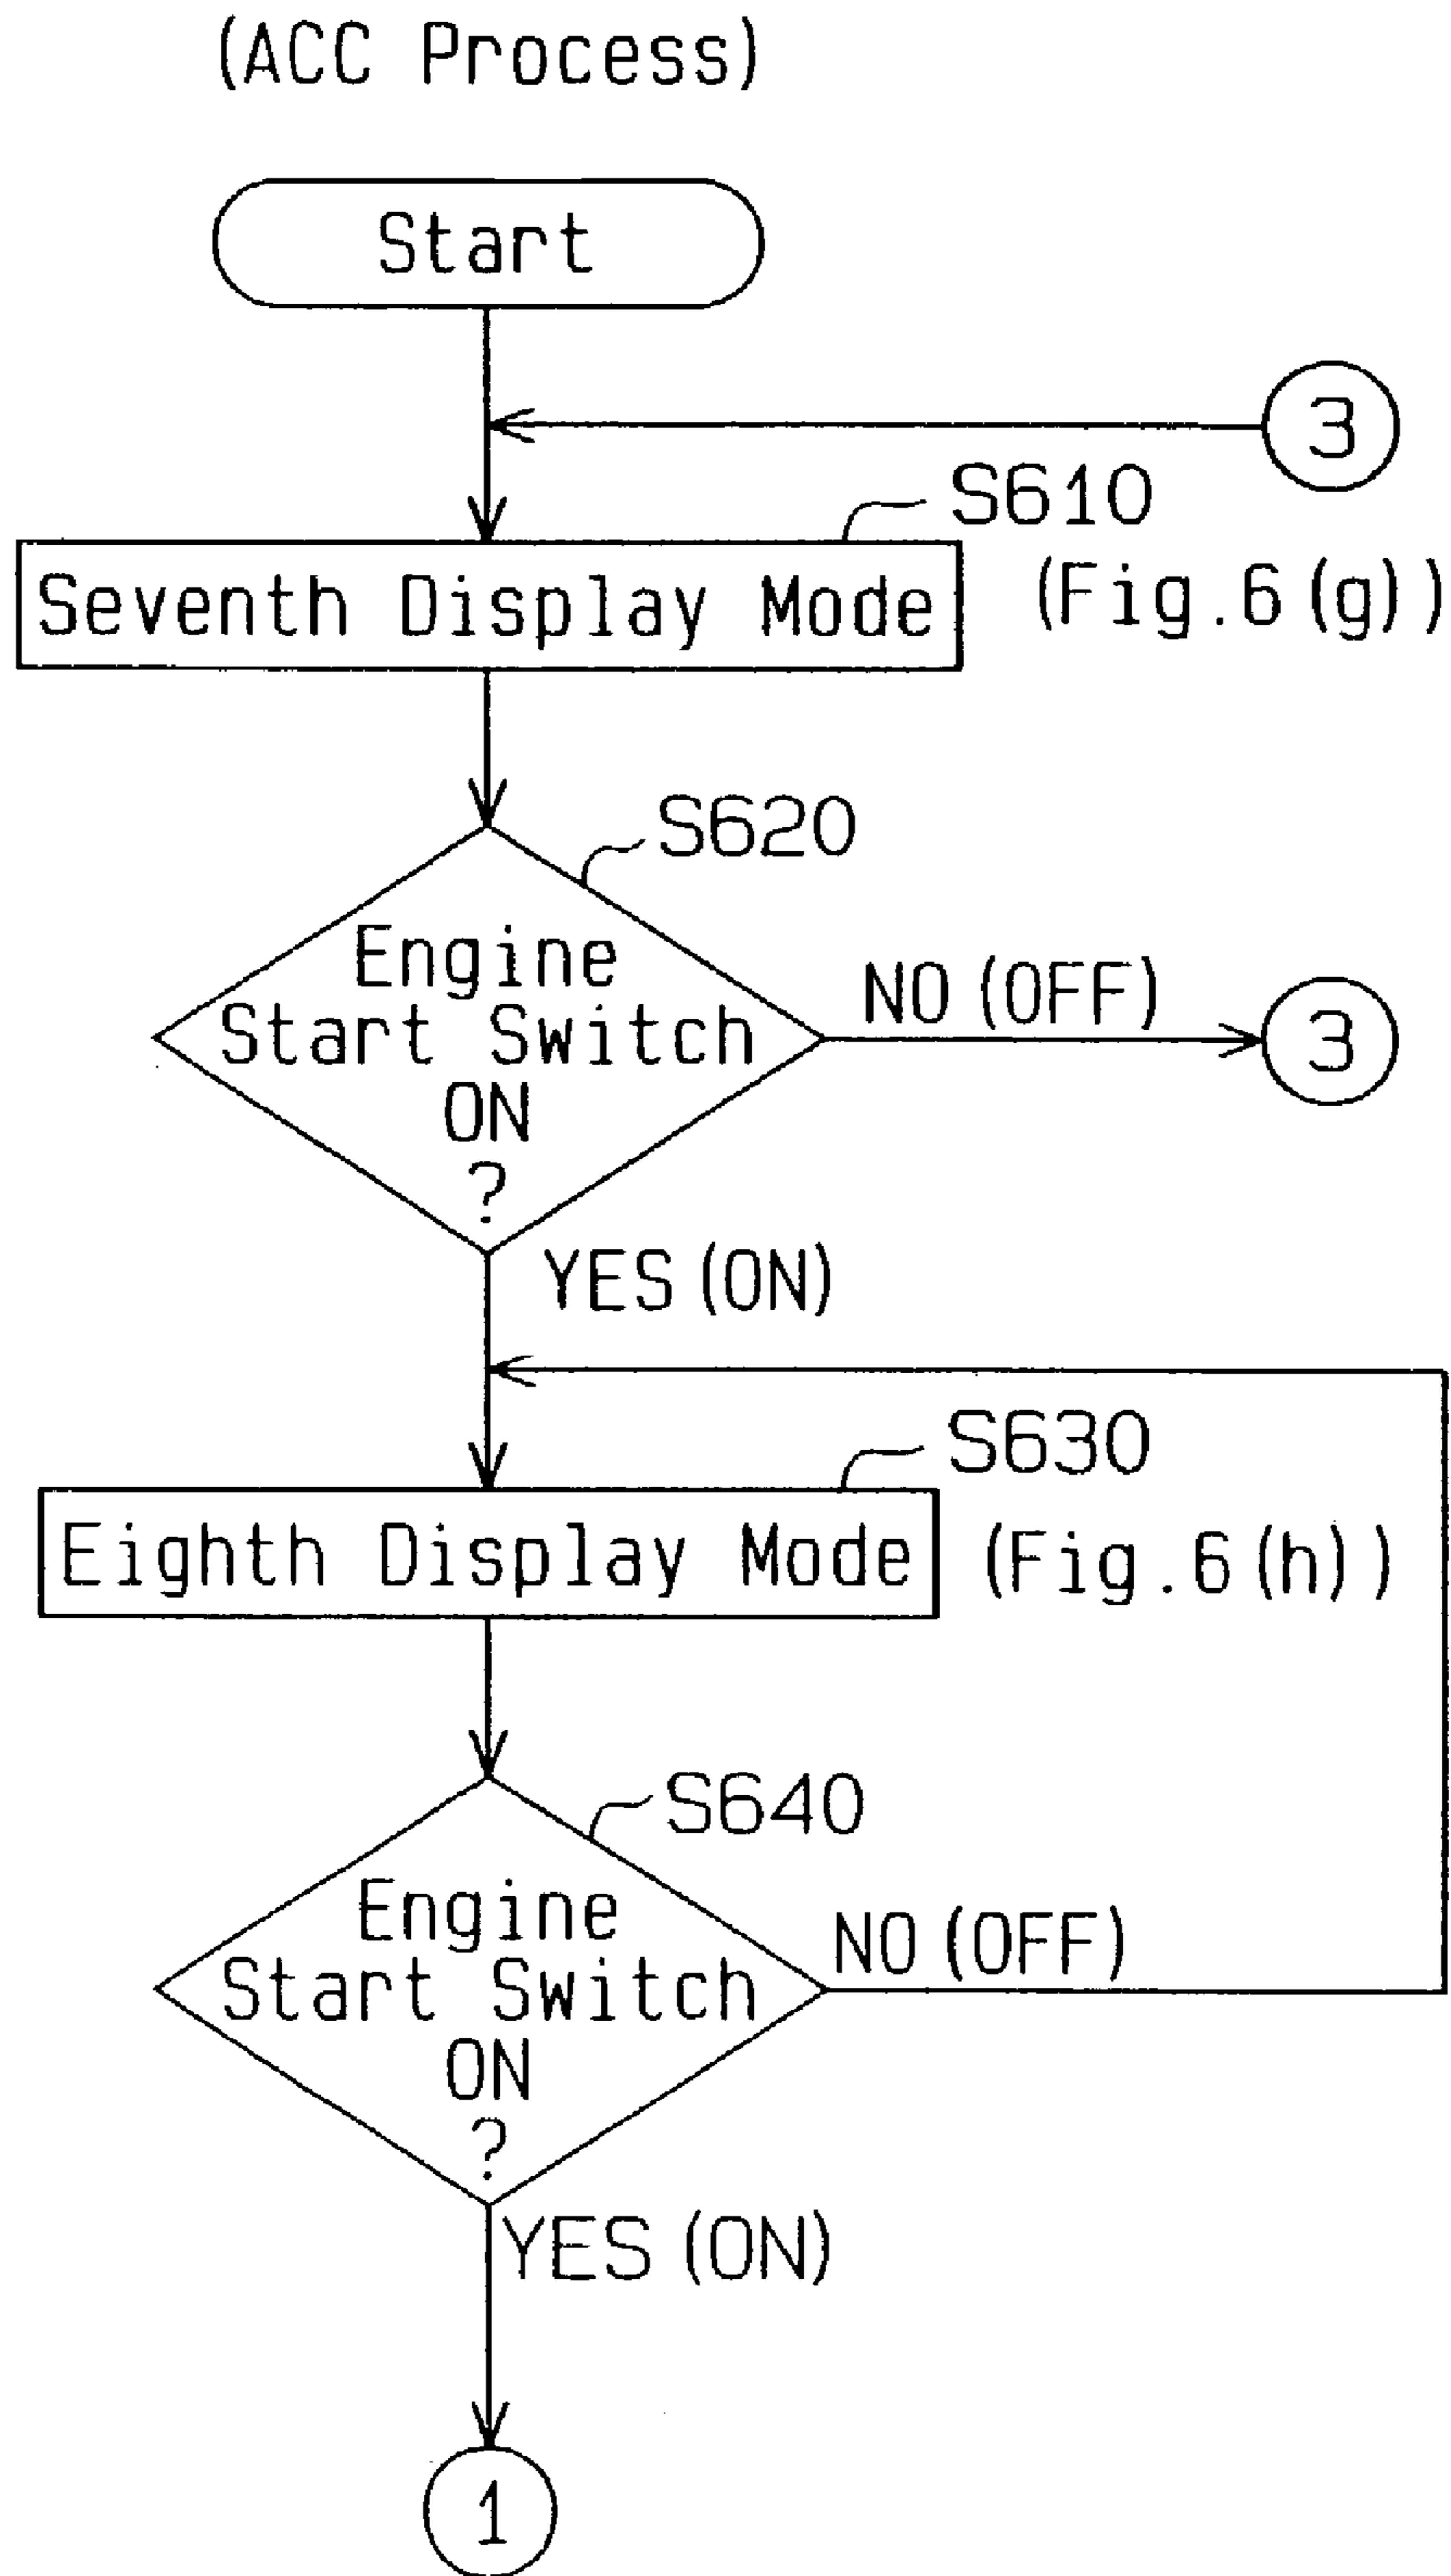 (ACC Process)
Start
3
S610
Seventh Display Mode
(Fig.6(g))
S620
Engine
Start Switch
ON
?
NO (OFF)
3
YES (ON)
S630
Eighth Display Mode
(Fig.6(h))
S640
Engine
Start Switch
ON
?
NO (OFF)
YES (ON)
1